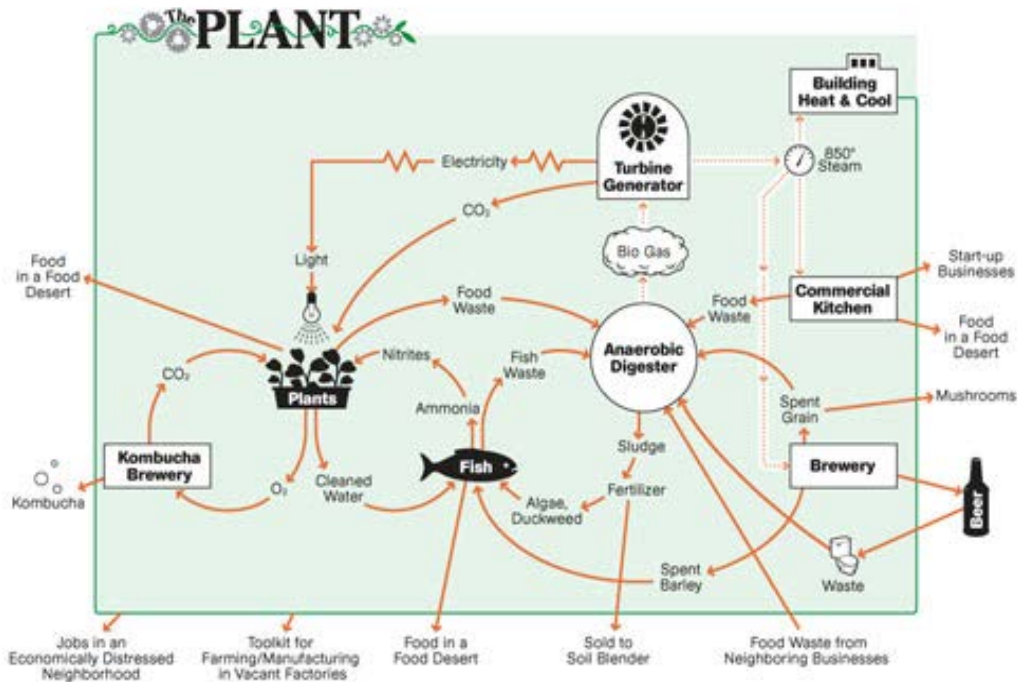 The PLANT
Building
Heat & Cool
850°
Steam
Turbine
Generator
Electricity
CO₂
Bio Gas
Light
Food
in a Food
Desert
Food
Waste
Food
Waste
Commercial
Kitchen
Start-up
Businesses
Food
in a Food
Desert
Anaerobic
Digester
Nitrites
Fish
Waste
CO₂
Plants
Ammonia
Spent
Grain
Mushrooms
Kombucha
Brewery
Kombucha
O₂
Cleaned
Water
Fish
Sludge
Fertilizer
Algae,
Duckweed
Brewery
Beer
Spent
Barley
Waste
Jobs in an
Economically Distressed
Neighborhood
Toolkit for
Farming/Manufacturing
in Vacant Factories
Food in a
Food Desert
Sold to
Soil Blender
Food Waste from
Neighboring Businesses